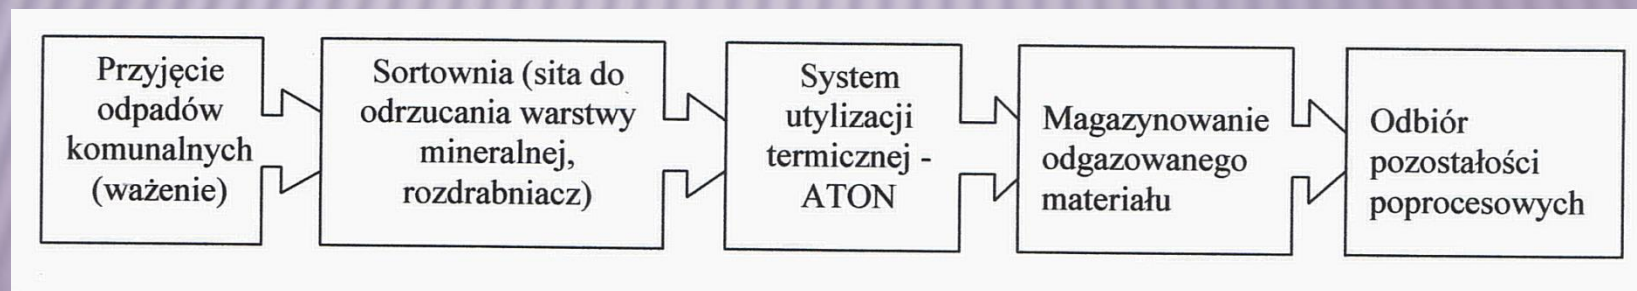 Przyjęcie
odpadów
komunalnych
(ważenie)
Sortownia (sita do
odrzucania warstwy
mineralnej,
rozdrabniacz)
System
utylizacji
termicznej -
ATON
Magazynowanie
odgazowanego
materiału
Odbiór
pozostałości
poprocesowych